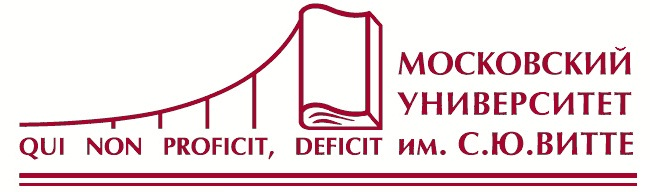 МОСКОВСКИЙ
УНИВЕРСИТЕТ
им. С.Ю.ВИТТЕ
QUI NON PROFICIT, DEFICIT